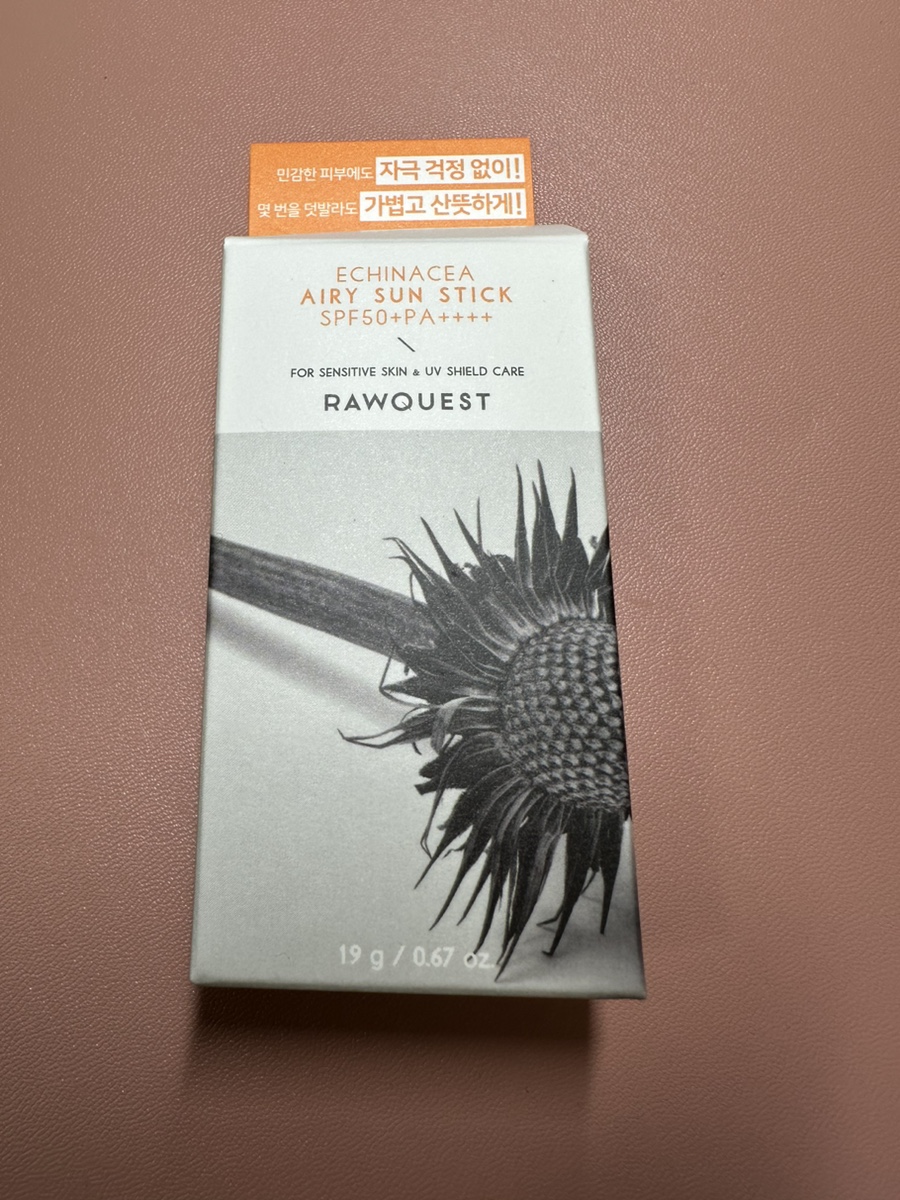 민감한 피부에도 자극 걱정 없이!
몇 번을 덧발라도 가볍고 산뜻하게!
ECHINACEA
AIRY SUN STICK
SPF50+PA++++
FOR SENSITIVE SKIN & UV SHIELD CARE
RAWQUEST
19 g / 0.67 oz.